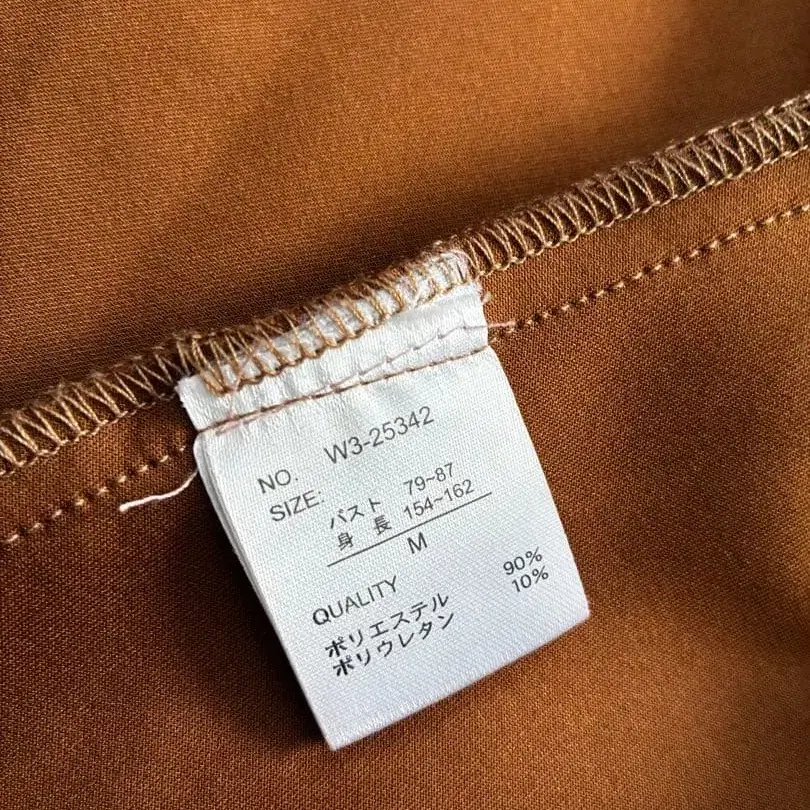 NO. W3-25342
SIZE:
バスト 79~87
身長 154~162
M
QUALITY
ポリエステル 90%
ポリウレタン 10%